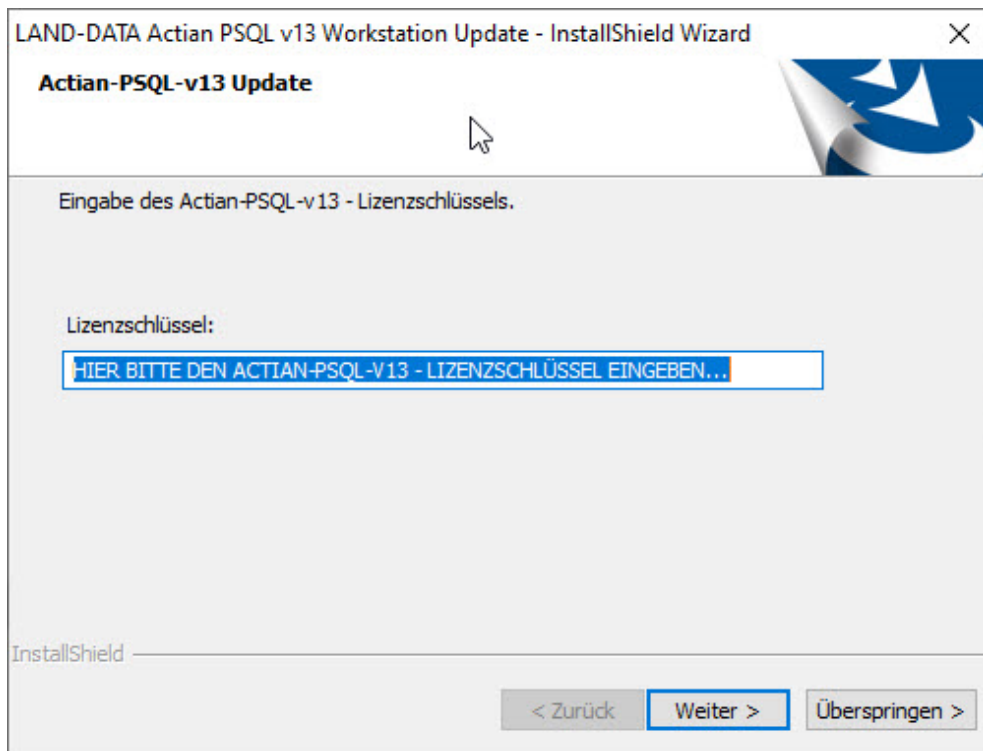 LAND-DATA Actian PSQL v13 Workstation Update - InstallShield Wizard
Actian-PSQL-v13 Update
Eingabe des Actian-PSQL-v13 - Lizenzschlüssels.
Lizenzschlüssel:
HIER BITTE DEN ACTIAN-PSQL-V13 - LIZENZSCHLÜSSEL EINGEBEN...
InstallShield
< Zurück
Weiter >
Überspringen >